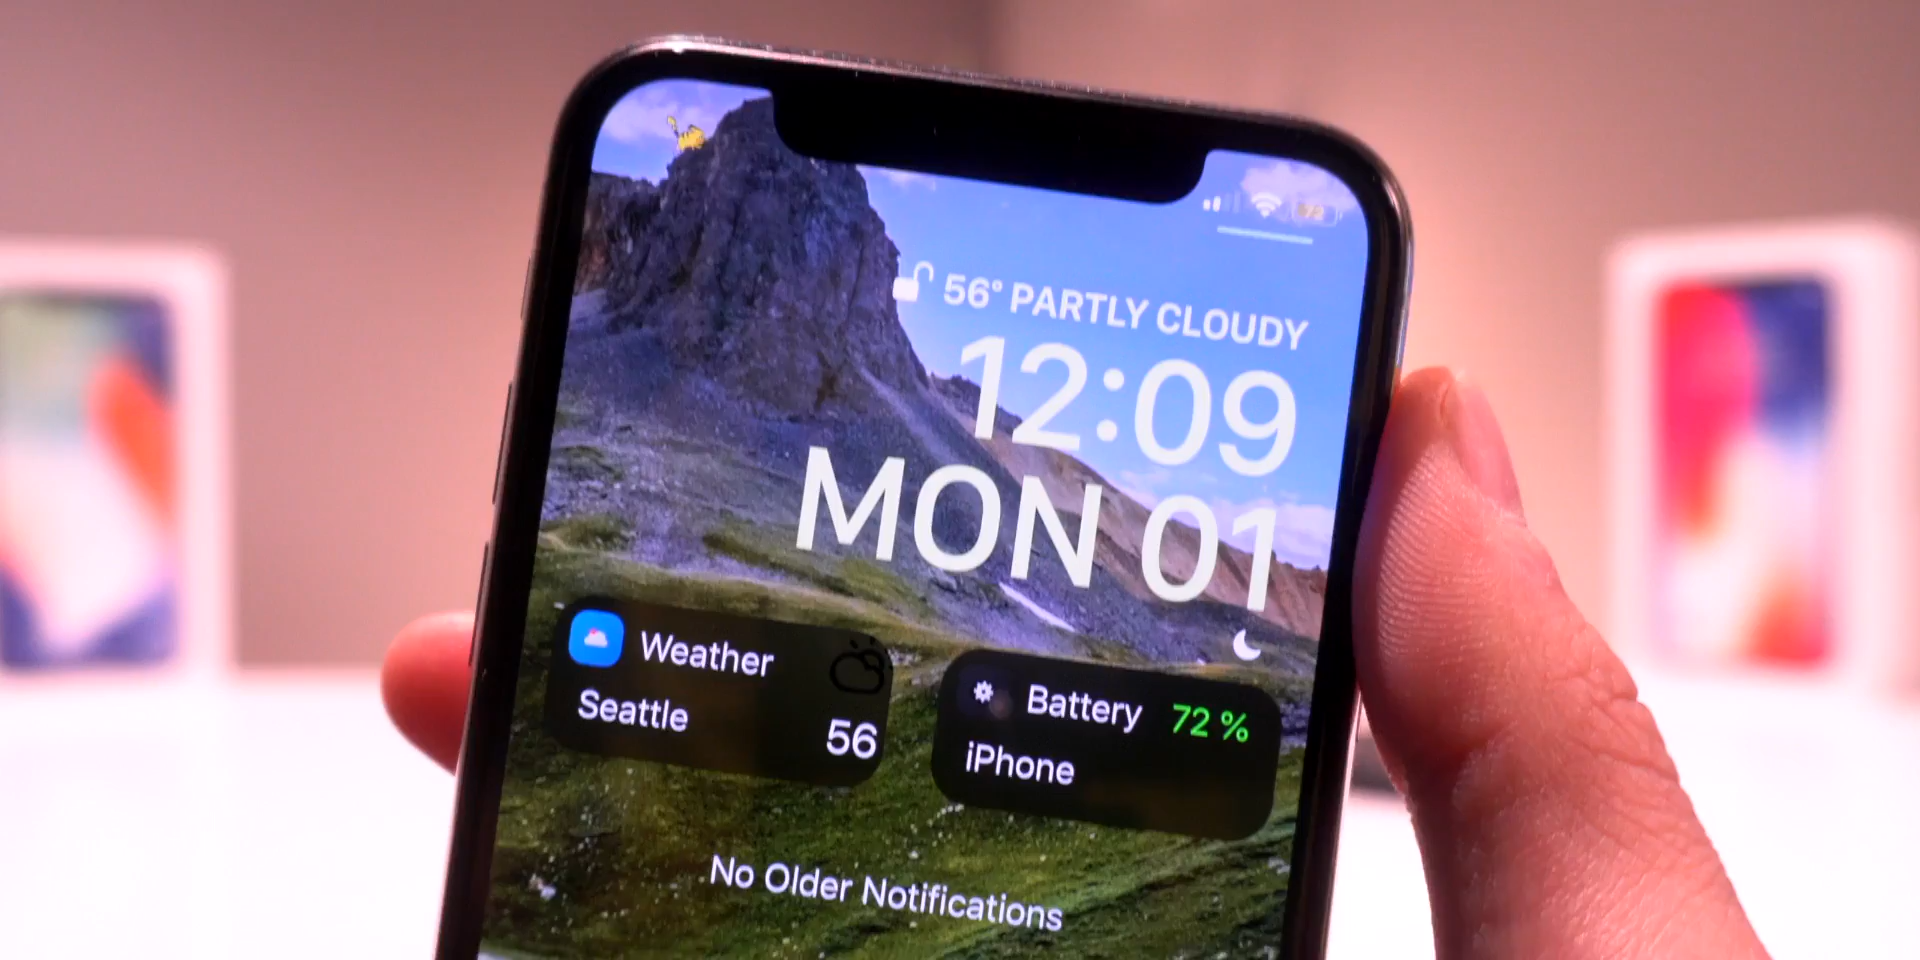 56° PARTLY CLOUDY
12:09
MON 01
Weather
Seattle
56
Battery 72 %
iPhone
No Older Notifications